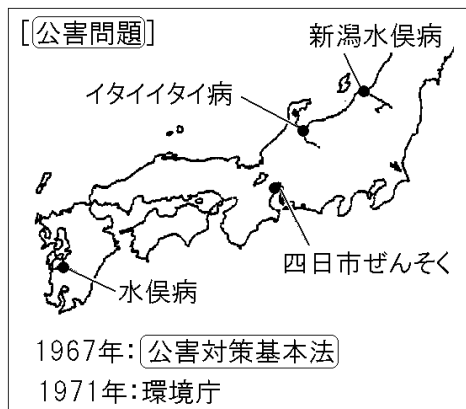 [公害問題]
新潟水俣病
イタイイタイ病
四日市ぜんそく
水俣病
1967年:公害対策基本法
1971年:環境庁